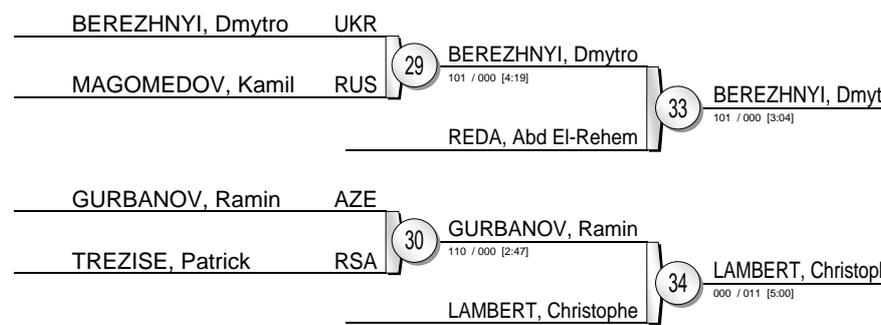 BEREZHNYI, Dmytro UKR
29
BEREZHNYI, Dmytro
101 / 000 [4:19]
MAGOMEDOV, Kamil RUS
33
BEREZHNYI, Dmyt
101 / 000 [3:04]
REDA, Abd El-Rehem
GURBANOV, Ramin AZE
30
GURBANOV, Ramin
110 / 000 [2:47]
TREZISE, Patrick RSA
34
LAMBERT, Christoph
000 / 011 [5:00]
LAMBERT, Christophe